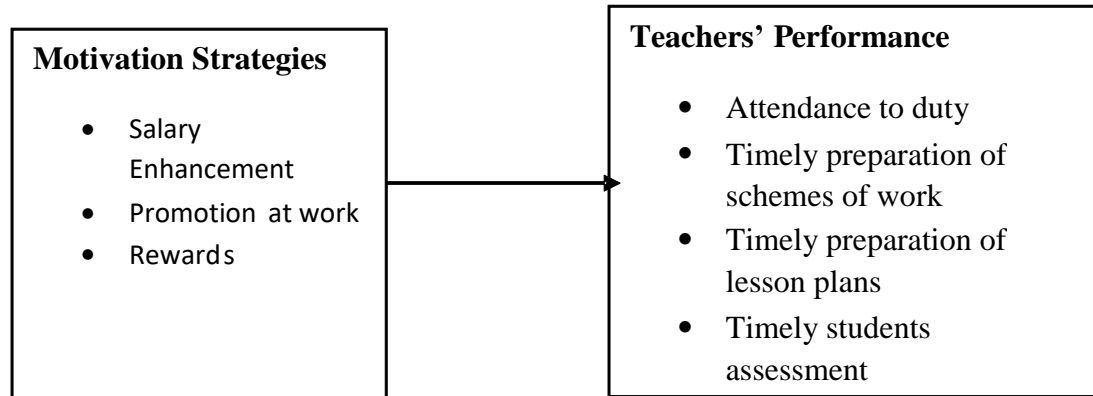 Motivation Strategies
• Salary
Enhancement
• Promotion at work
• Rewards
Teachers’ Performance
• Attendance to duty
• Timely preparation of
schemes of work
• Timely preparation of
lesson plans
• Timely students
assessment